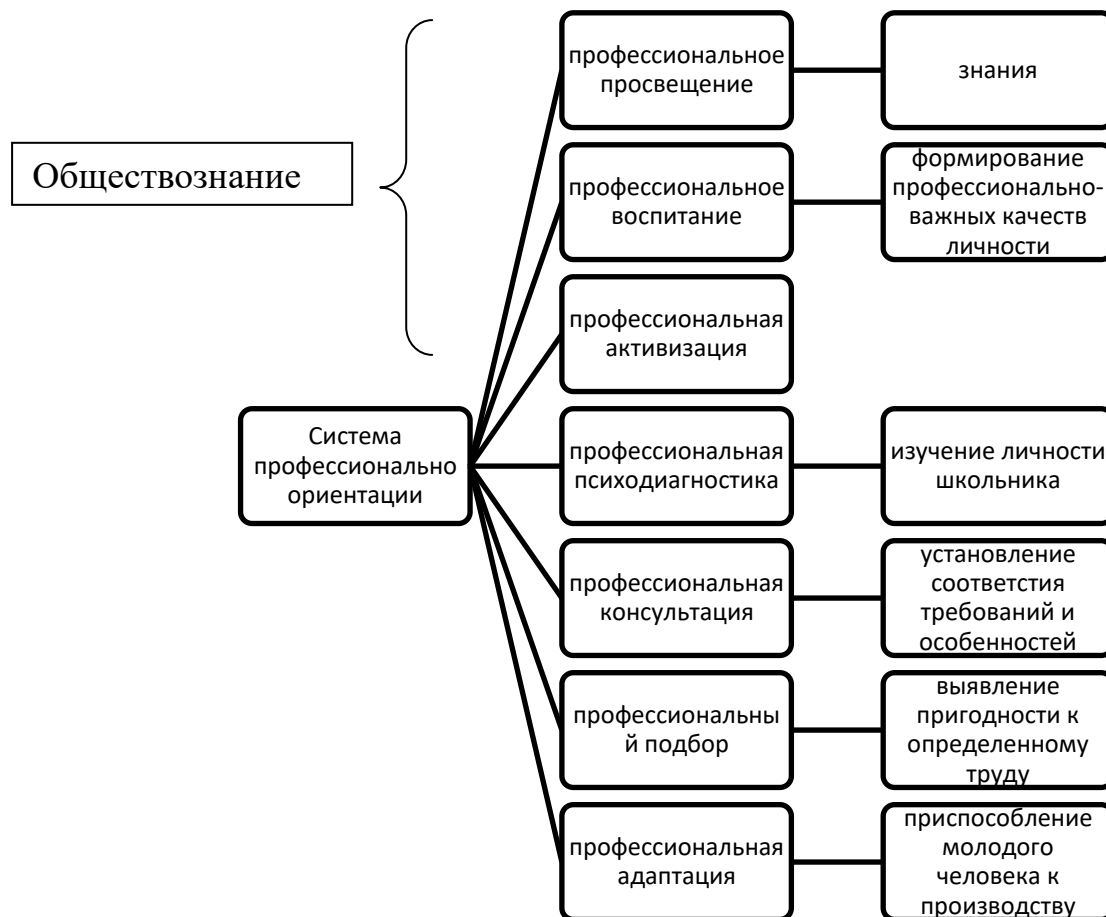 профессиональное
просвещение
знания
Обществознание
профессиональное
воспитание
формирование
профессионально-
важных качеств
личности
профессиональная
активизация
Система
профессионально
ориентации
профессиональная
психодиагностика
изучение личности
школьника
профессиональная
консультация
установление
соответстия
требований и
особенностей
профессиональны
й подбор
выявление
пригодности к
определенному
труду
профессиональная
адаптация
приспособление
молодого
человека к
производству